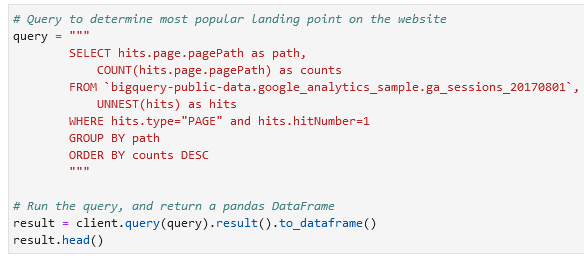 # Query to determine most popular landing point on the website
query = """
        SELECT hits.page.pagePath as path,
            COUNT(hits.page.pagePath) as counts
        FROM `bigquery-public-data.google_analytics_sample.ga_sessions_20170801`,
            UNNEST(hits) as hits
        WHERE hits.type="PAGE" and hits.hitNumber=1
        GROUP BY path
        ORDER BY counts DESC
        """

# Run the query, and return a pandas DataFrame
result = client.query(query).result().to_dataframe()
result.head()